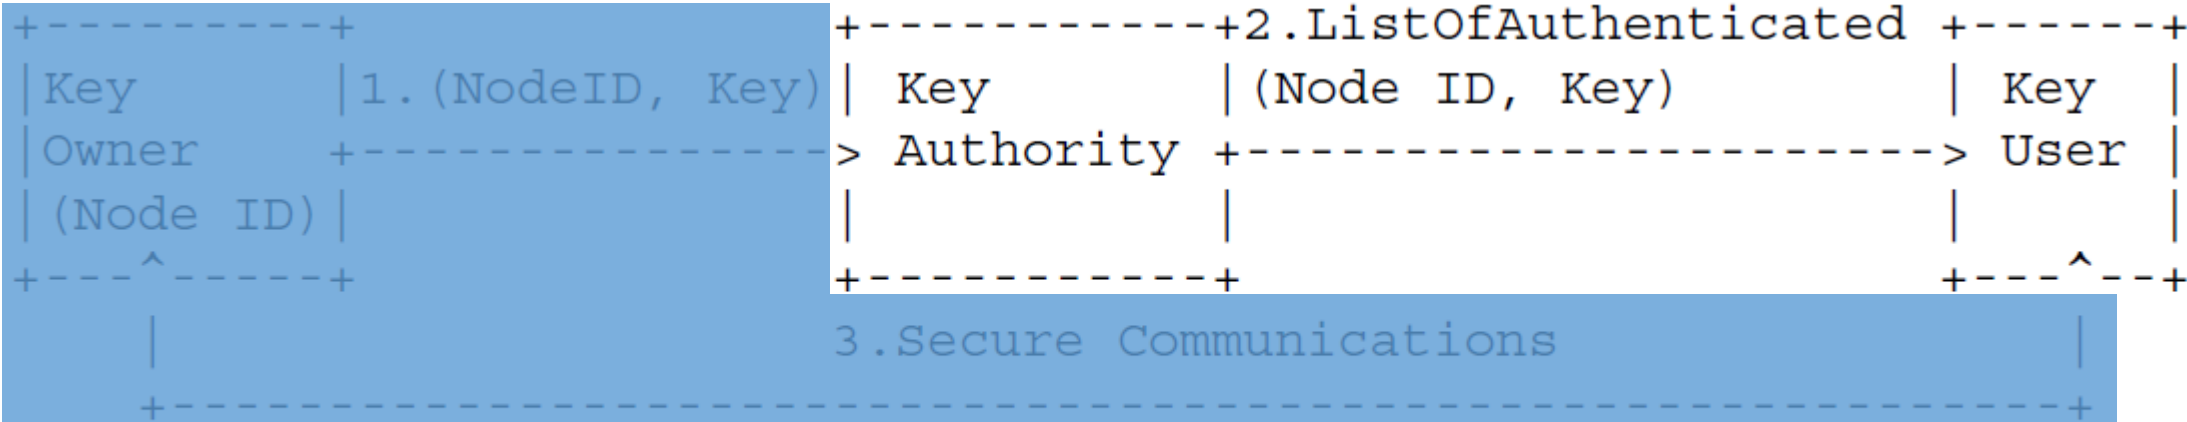 +---------+                      +-----------+2.ListOfAuthenticated +------+
|Key      |1.(NodeID, Key)| Key       |(Node ID, Key)       | Key  |
|Owner    +---------------> Authority +----------------------> User |
|(Node ID)|               |           |                      |      |
+---^-----+               +-----------+                      +---^--+
    |                     3.Secure Communications                |
    +------------------------------------------------------------+